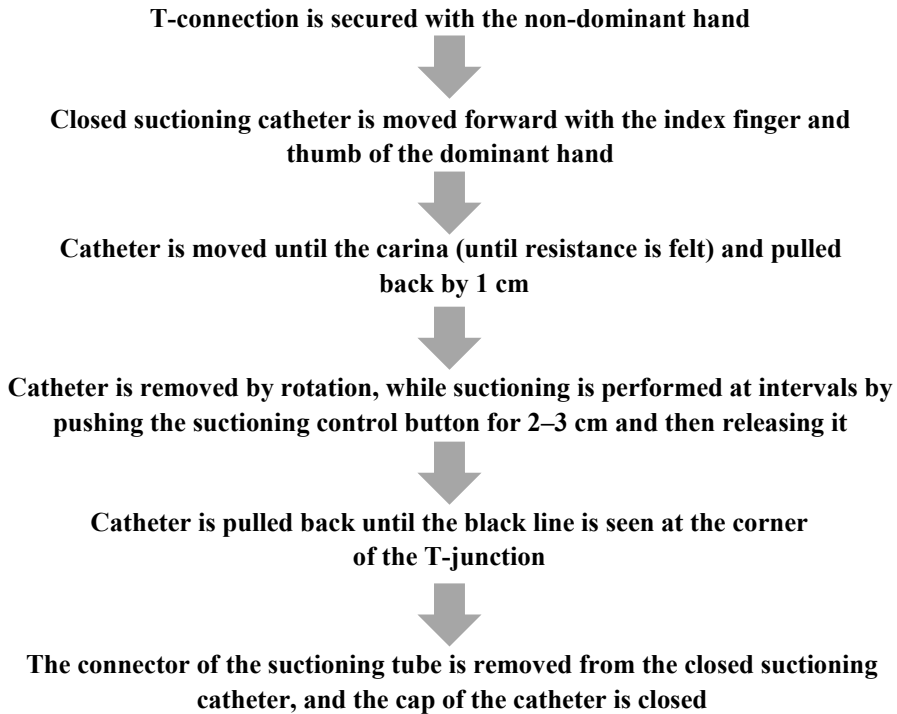 T-connection is secured with the non-dominant hand
Closed suctioning catheter is moved forward with the index finger and
thumb of the dominant hand
Catheter is moved until the carina (until resistance is felt) and pulled
back by 1 cm
Catheter is removed by rotation, while suctioning is performed at intervals by
pushing the suctioning control button for 2–3 cm and then releasing it
Catheter is pulled back until the black line is seen at the corner
of the T-junction
The connector of the suctioning tube is removed from the closed suctioning
catheter, and the cap of the catheter is closed